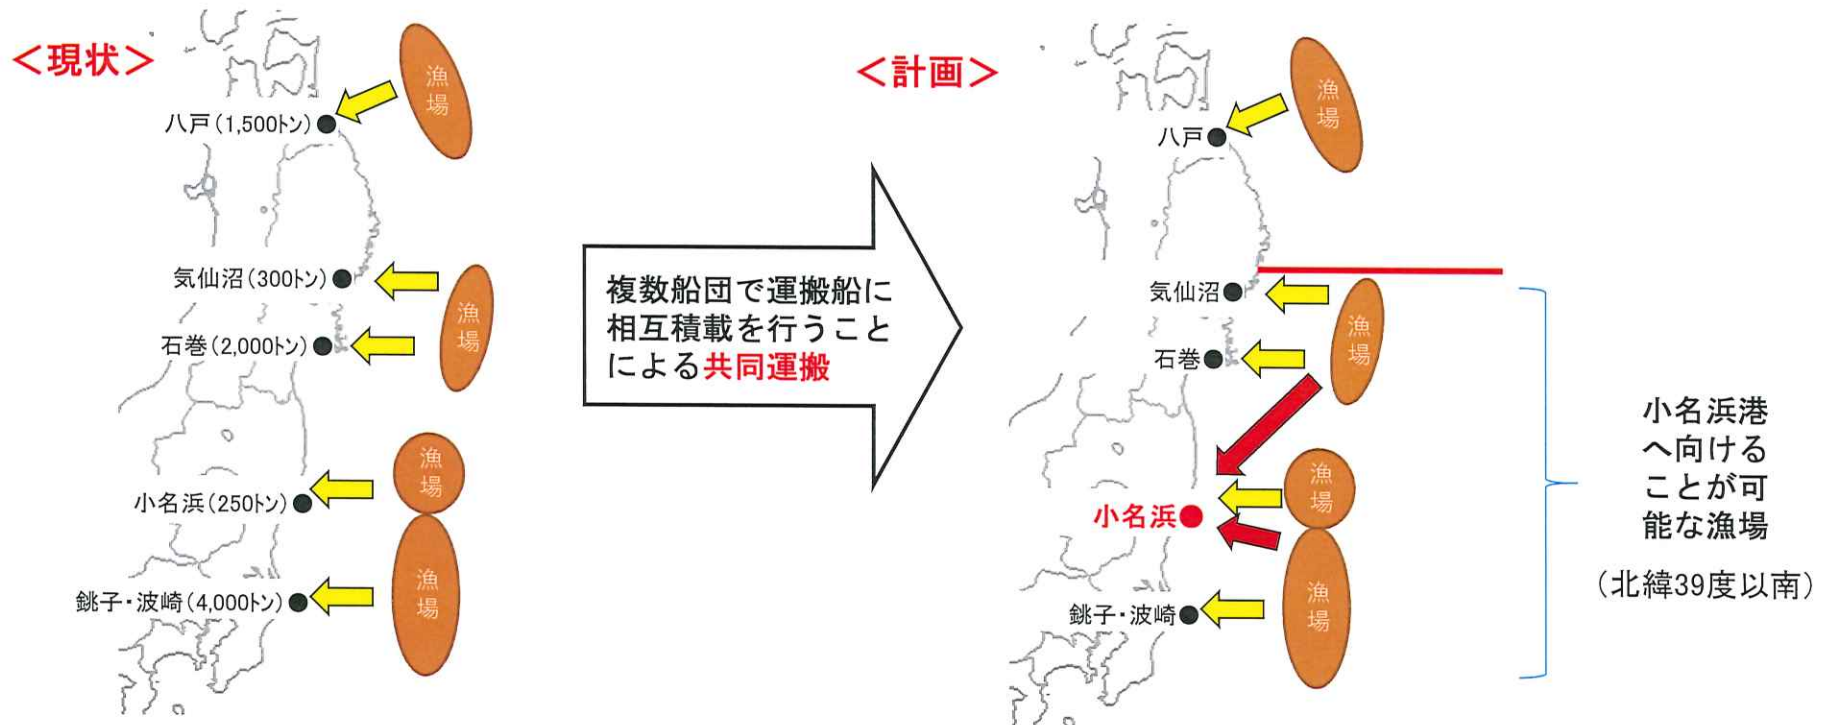 ＜現状＞
漁
場
八戸(1,500トン)
気仙沼(300トン)
漁
場
石巻(2,000トン)
漁
場
小名浜(250トン)
漁
場
銚子・波崎(4,000トン)
複数船団で運搬船に
相互積載を行うこと
による共同運搬
＜計画＞
漁
場
八戸
気仙沼
漁
場
石巻
漁
場
小名浜
漁
場
銚子・波崎
小名浜港
へ向ける
ことが可
能な漁場
(北緯39度以南)